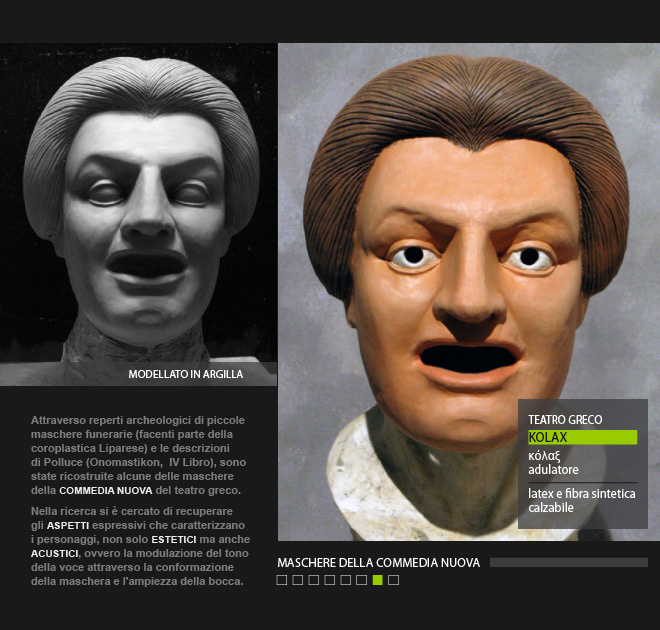 MODELLATO IN ARGILLA
Attraverso reperti archeologici di piccole
maschere funerarie (facenti parte della
coroplastica Liparese) e le descrizioni
di Polluce (Onomastikon, IV Libro), sono
state ricostruite alcune delle maschere
della COMMEDIA NUOVA del teatro greco.
Nella ricerca si è cercato di recuperare
gli ASPETTI espressivi che caratterizzano
i personaggi, non solo ESTETICI ma anche
ACUSTICI, ovvero la modulazione del tono
della voce attraverso la conformazione
della maschera e l'ampiezza della bocca.
TEATRO GRECO
KOLAX
κόλαξ
adulatore
latex e fibra sintetica
calzabile
MASCHERE DELLA COMMEDIA NUOVA